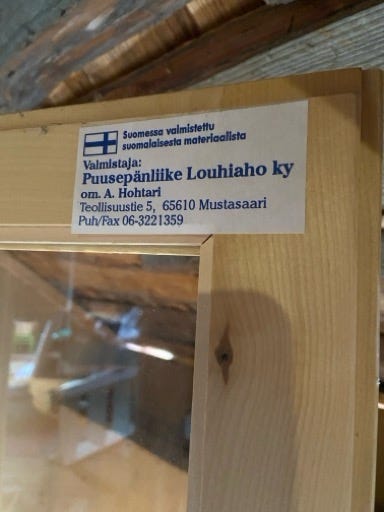 Suomessa valmistettu
suomalaisesta materiaalista
Valmistaja:
Puusepänliike Louhiaho ky
om. A. Hohtari
Teollisuustie 5, 65610 Mustasaari
Puh/Fax 06-3221359